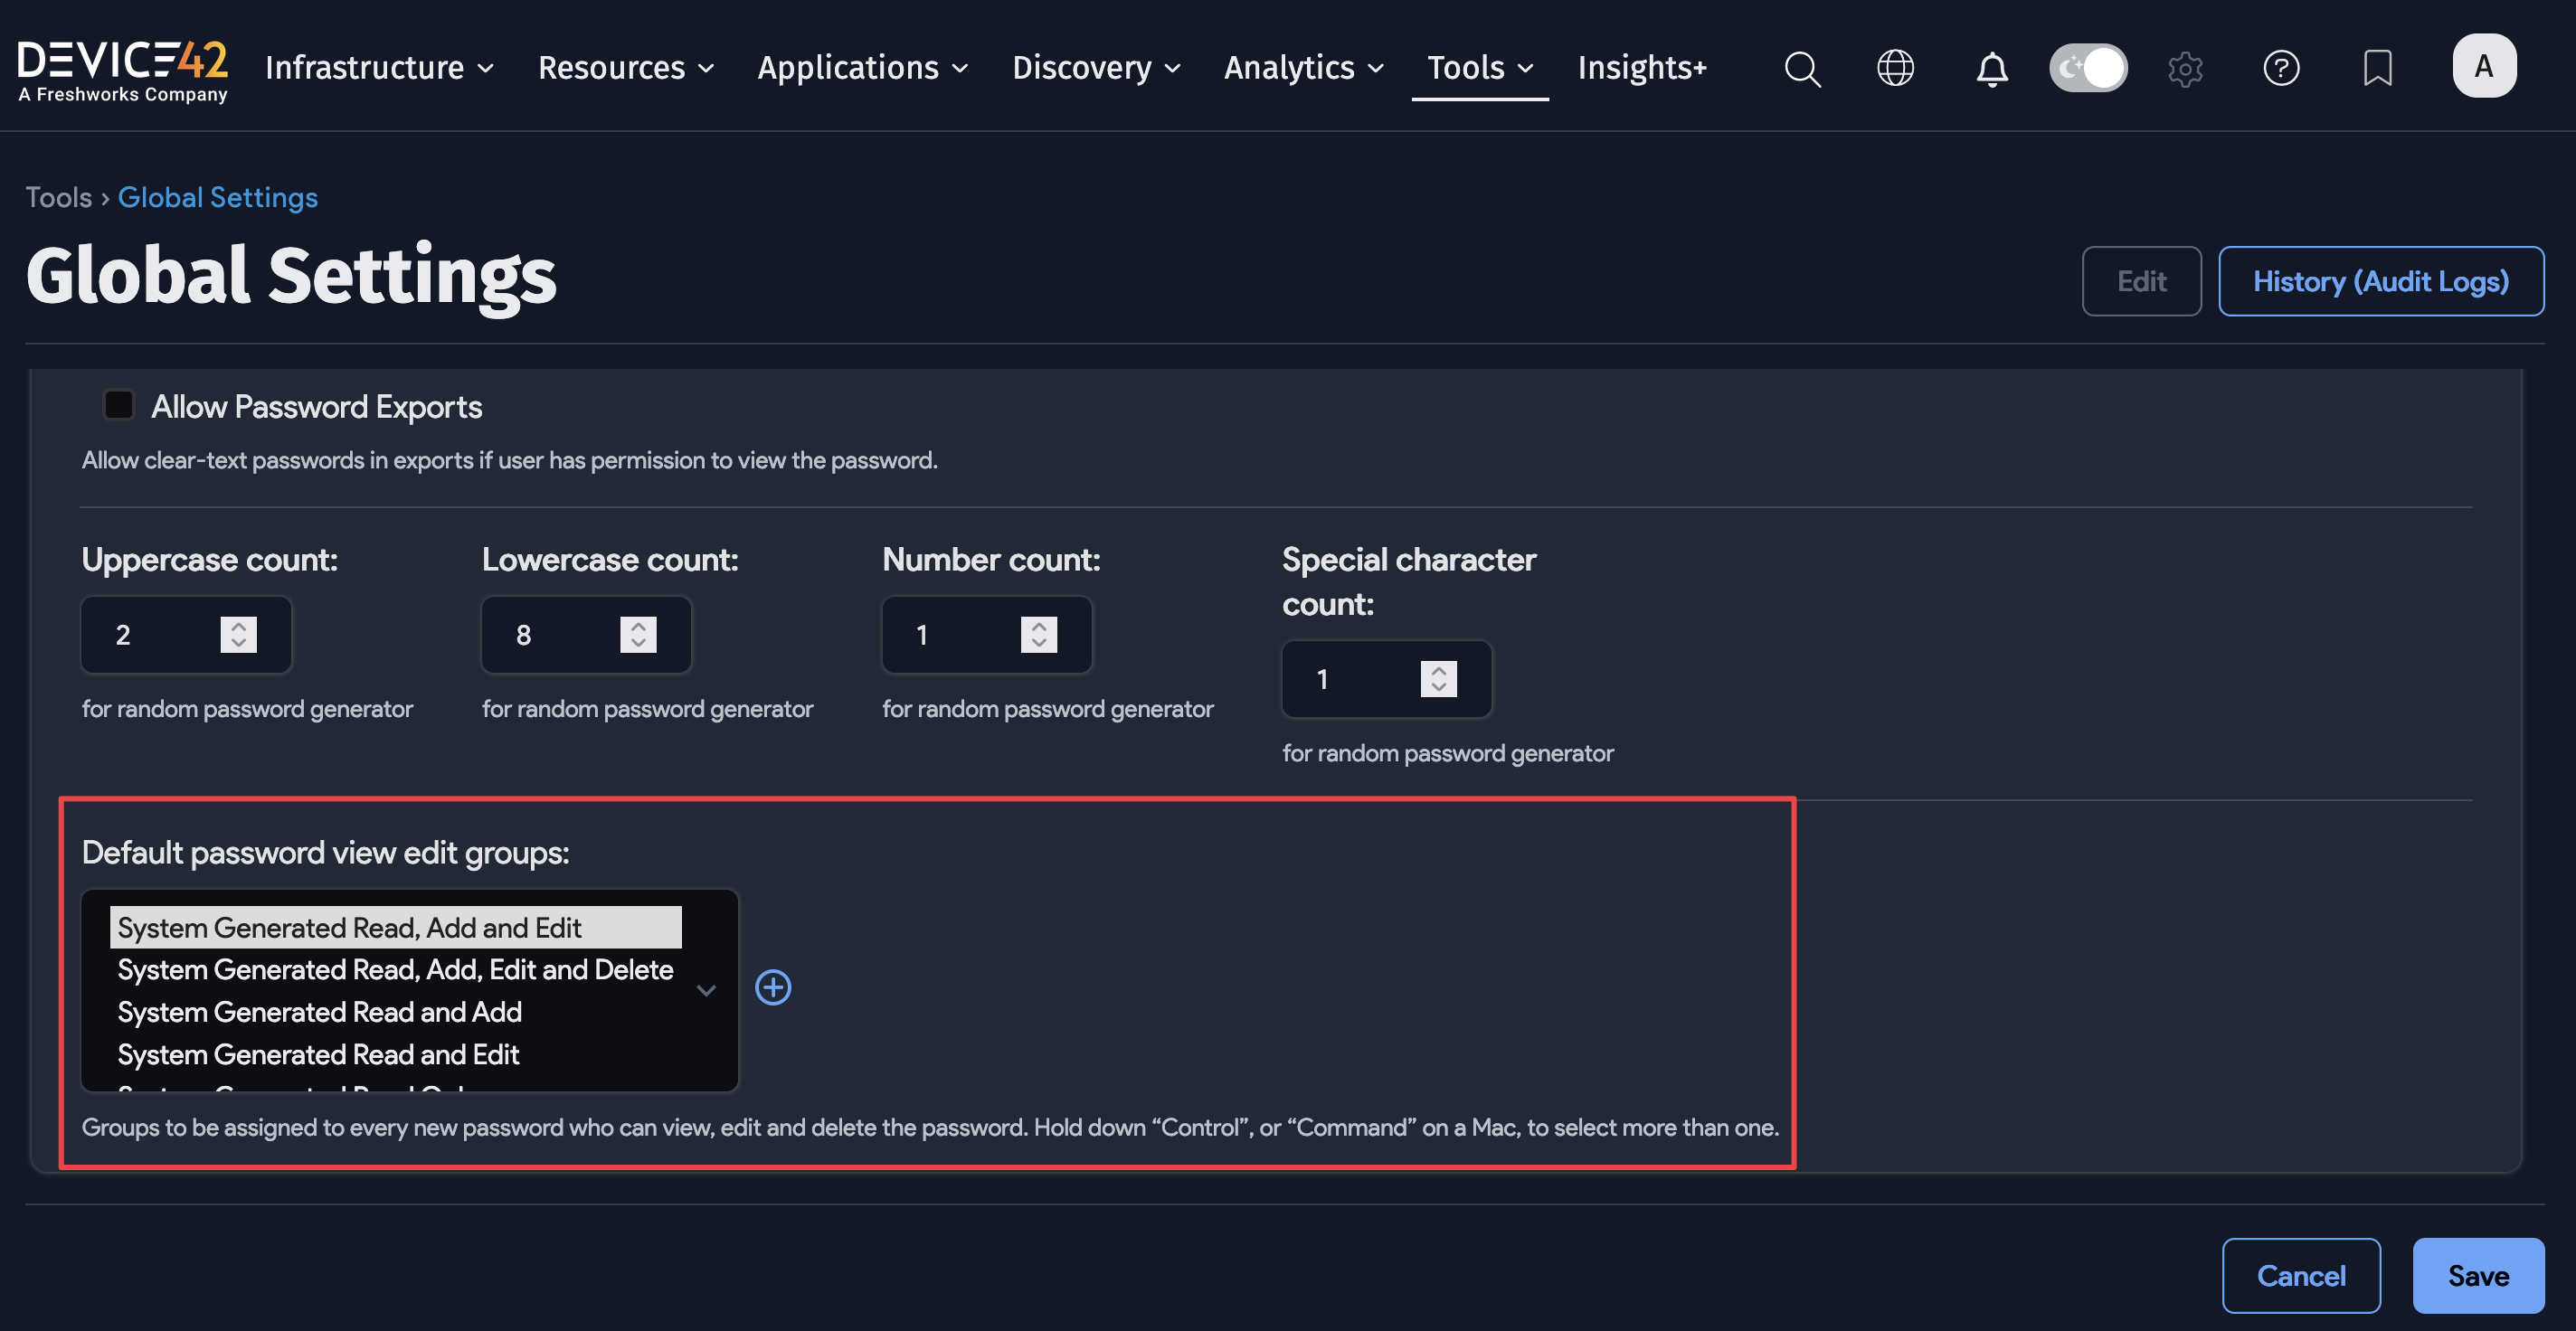 DEVICE42
A Freshworks Company
Infrastructure
Resources
Applications
Discovery
Analytics
Tools
Insights+
A
Tools › Global Settings
Global Settings
Edit
History (Audit Logs)
Allow Password Exports
Allow clear-text passwords in exports if user has permission to view the password.
Uppercase count:
2
for random password generator
Lowercase count:
8
for random password generator
Number count:
1
for random password generator
Special character
count:
1
for random password generator
Default password view edit groups:
System Generated Read, Add and Edit
System Generated Read, Add, Edit and Delete
System Generated Read and Add
System Generated Read and Edit
System Generated Read
Groups to be assigned to every new password who can view, edit and delete the password. Hold down “Control”, or “Command” on a Mac, to select more than one.
Cancel
Save